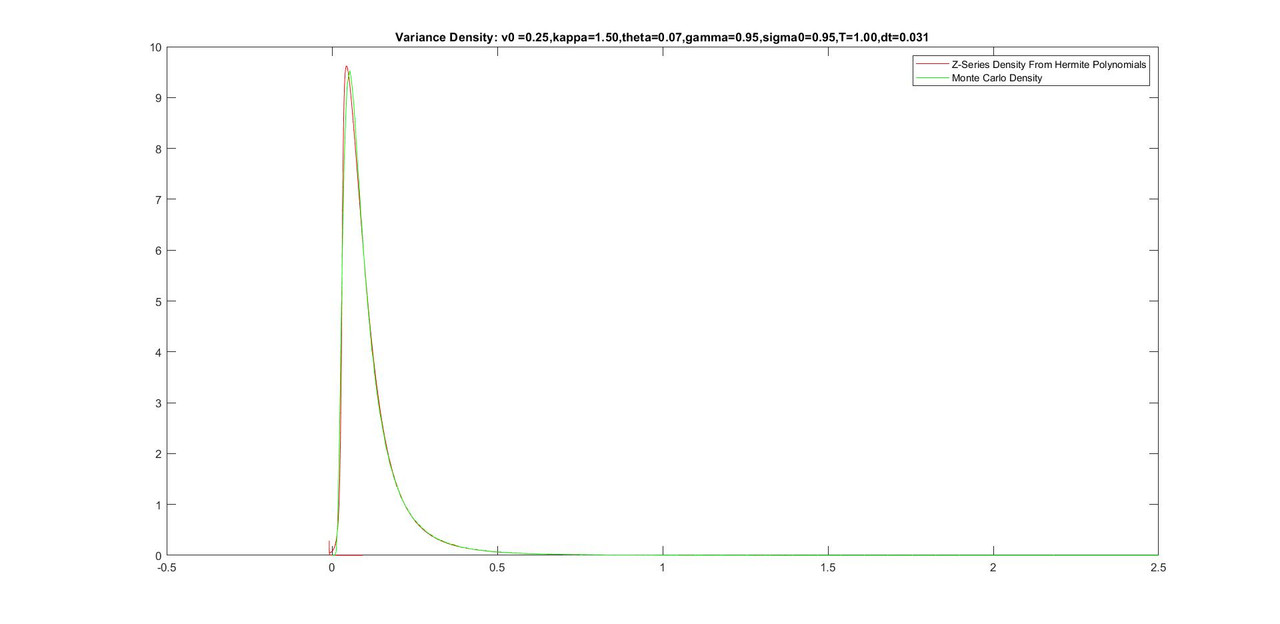 Variance Density: v0 =0.25,kappa=1.50,theta=0.07,gamma=0.95,sigma0=0.95,T=1.00,dt=0.031
Z-Series Density From Hermite Polynomials
Monte Carlo Density
10
9
8
7
6
5
4
3
2
1
0
-0.5 0 0.5 1 1.5 2 2.5